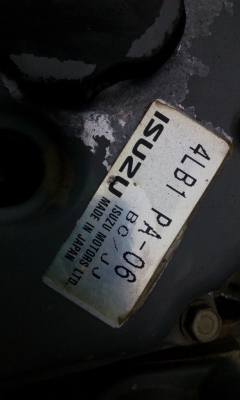 ISUZU
4LB1 PA-06
BC/JJ
ISUZU MOTORS LTD.
MADE IN JAPAN